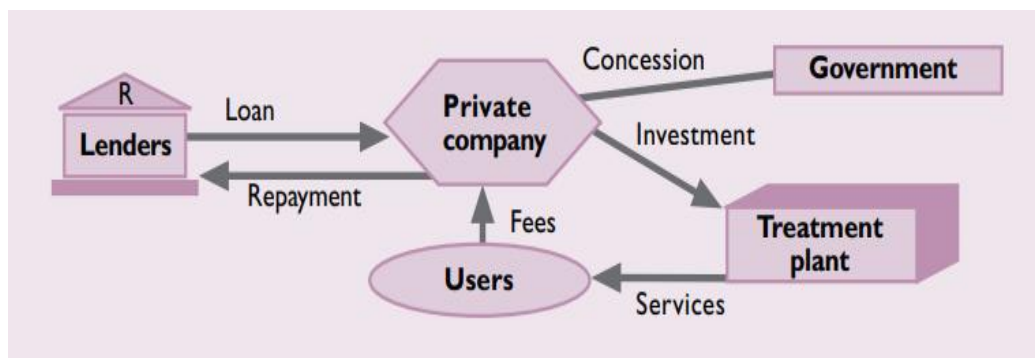 Concession
Government
R
Loan
Private
company
Lenders
Investment
Repayment
Fees
Treatment
plant
Users
Services